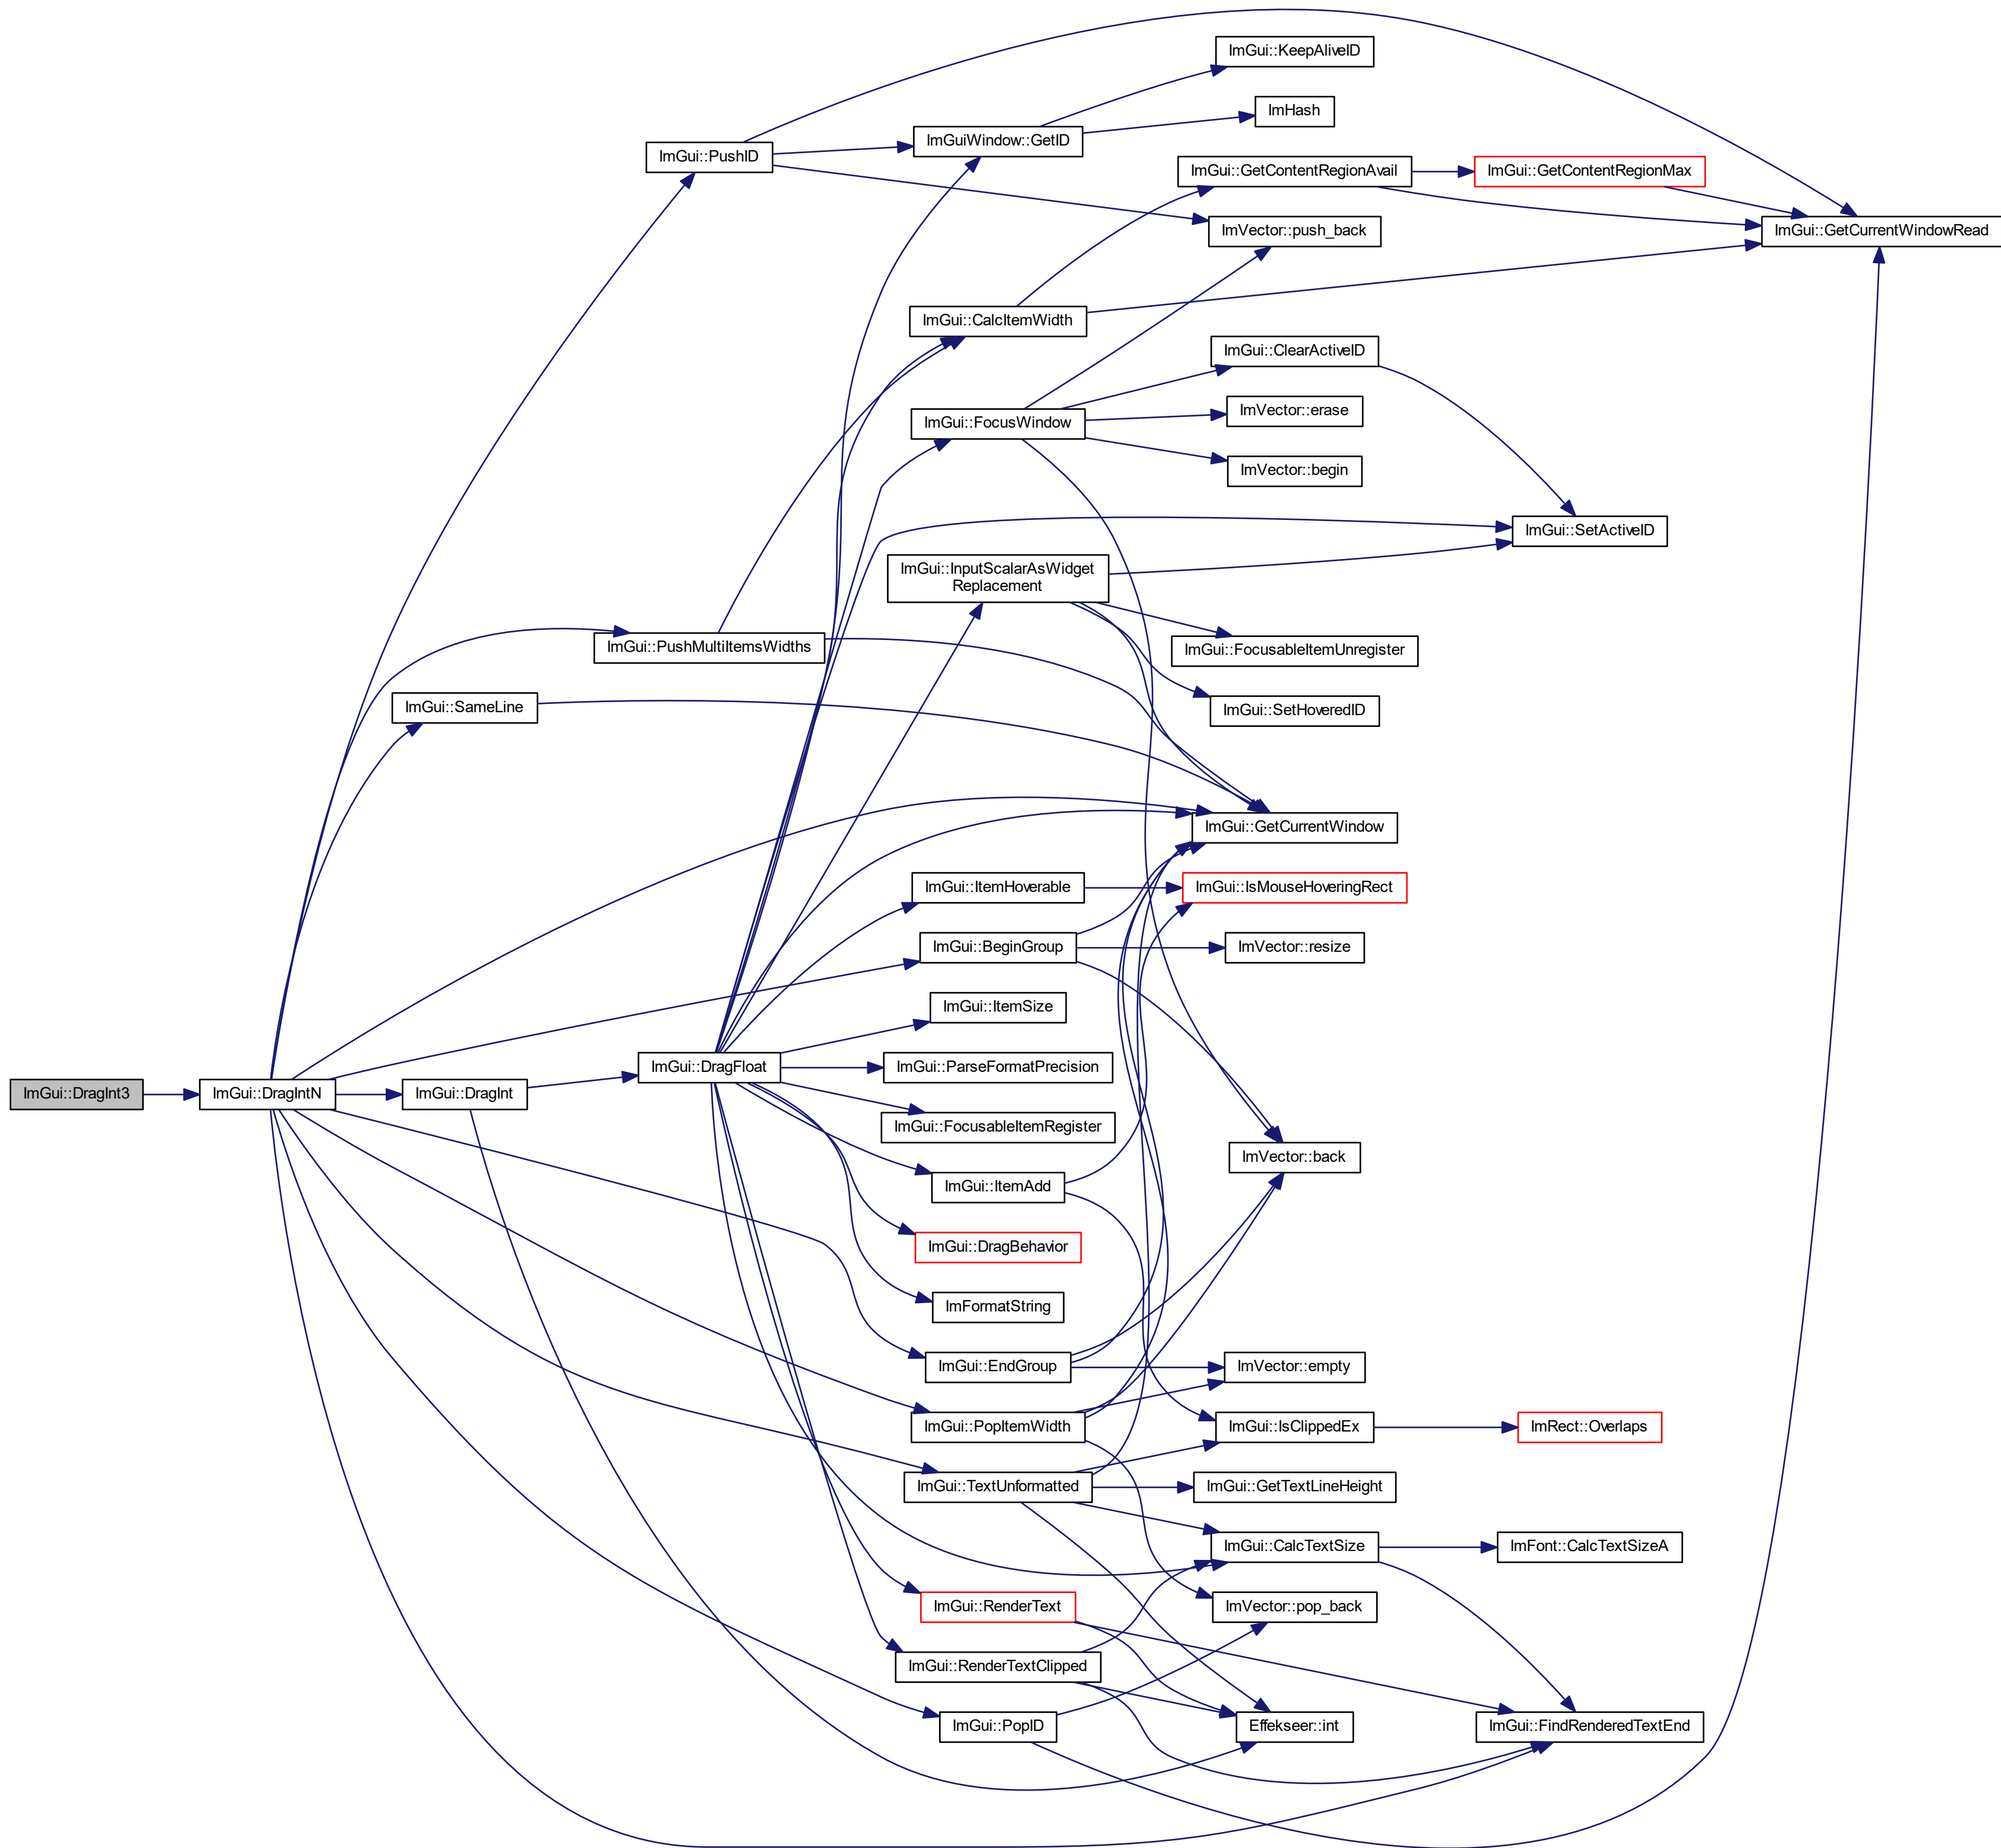 ImGui::KeepAliveID
ImHash
ImGui::PushID
ImGuiWindow::GetID
ImGui::GetContentRegionAvail
ImGui::GetContentRegionMax
ImVector::push_back
ImGui::GetCurrentWindowRead
ImGui::CalcItemWidth
ImGui::ClearActiveID
ImVector::erase
ImGui::FocusWindow
ImVector::begin
ImGui::SetActiveID
ImGui::InputScalarAsWidget
Replacement
ImGui::PushMultiItemsWidths
ImGui::FocusableItemUnregister
ImGui::SameLine
ImGui::SetHoveredID
ImGui::GetCurrentWindow
ImGui::ItemHoverable
ImGui::IsMouseHoveringRect
ImGui::BeginGroup
ImVector::resize
ImGui::ItemSize
ImGui::DragInt3
ImGui::DragIntN
ImGui::DragInt
ImGui::DragFloat
ImGui::ParseFormatPrecision
ImGui::FocusableItemRegister
ImVector::back
ImGui::ItemAdd
ImGui::DragBehavior
ImFormatString
ImGui::EndGroup
ImVector::empty
ImGui::PopItemWidth
ImGui::IsClippedEx
ImRect::Overlaps
ImGui::TextUnformatted
ImGui::GetTextLineHeight
ImGui::CalcTextSize
ImFont::CalcTextSizeA
ImGui::RenderText
ImVector::pop_back
ImGui::RenderTextClipped
ImGui::PopID
Effekseer::int
ImGui::FindRenderedTextEnd